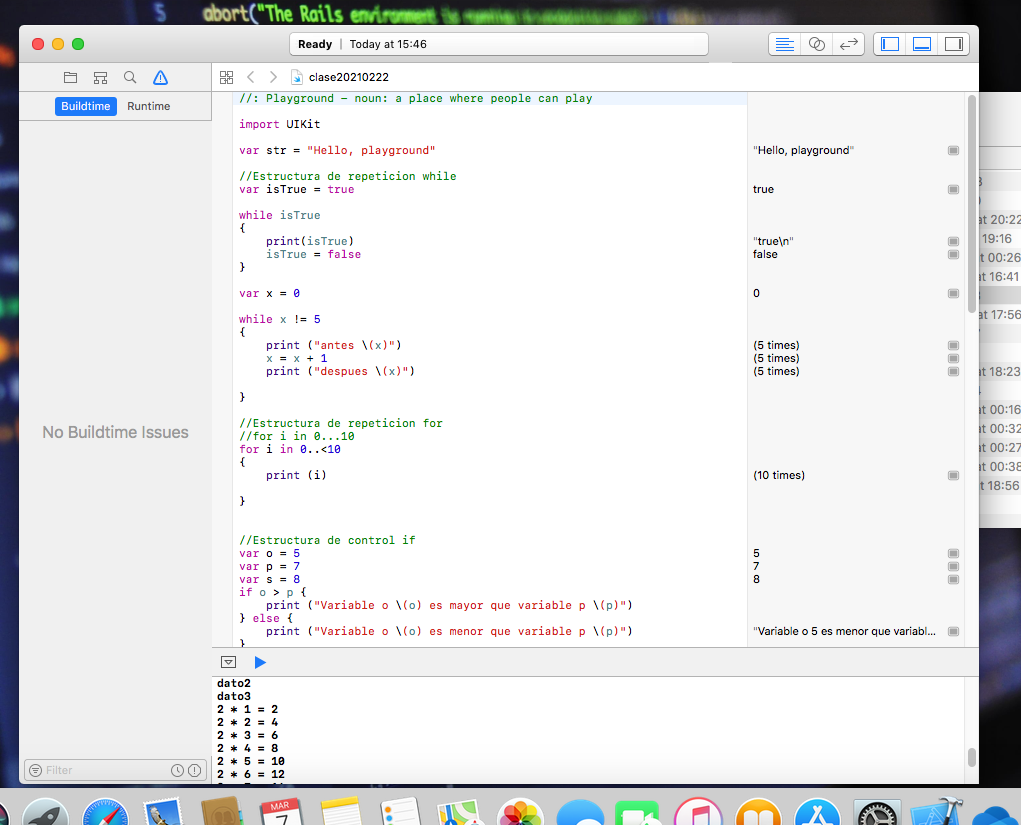 5 abort("The Rails environment is running in production mode!")
Ready | Today at 15:46
clase20210222
Buildtime Runtime
//: Playground - noun: a place where people can play
import UIKit
var str = "Hello, playground"
"Hello, playground"
//Estructura de repeticion while
var isTrue = true
true
while isTrue
{
print(isTrue)
"true\n"
isTrue = false
false
}
var x = 0
0
while x != 5
{
print ("antes \(x)")
(5 times)
x = x + 1
(5 times)
print ("despues \(x)")
(5 times)
}
//Estructura de repeticion for
//for i in 0...10
for i in 0..<10
{
print (i)
(10 times)
}
//Estructura de control if
var o = 5
5
var p = 7
7
var s = 8
8
if o > p {
print ("Variable o \(o) es mayor que variable p \(p)")
} else {
print ("Variable o \(o) es menor que variable p \(p)")
"Variable o 5 es menor que variabl...
}
No Buildtime Issues
Filter
dato2
dato3
2 * 1 = 2
2 * 2 = 4
2 * 3 = 6
2 * 4 = 8
2 * 5 = 10
2 * 6 = 12
at 20:22
19:16
t 00:26
at 16:41
at 17:56
at 18:23
at 00:16
at 00:32
at 00:27
at 00:38
t 18:56
MAR
7